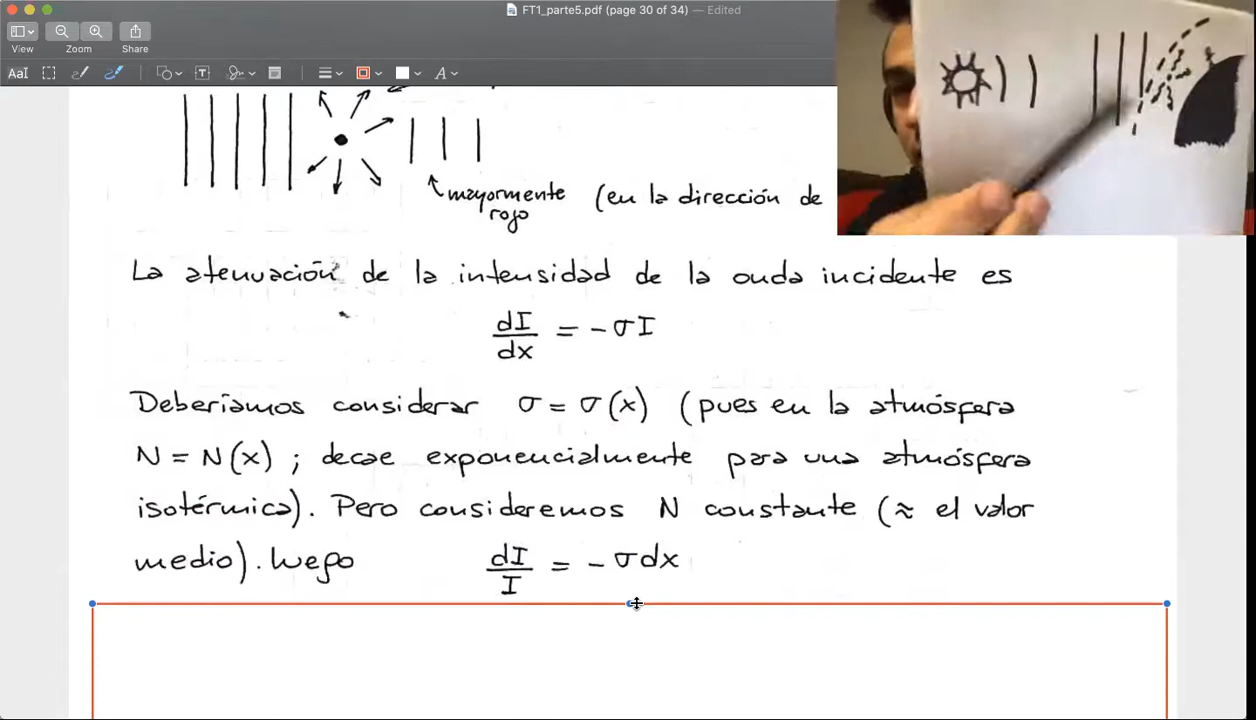 FT1_parte5.pdf (page 30 of 34) — Edited
View
Zoom
Share
AaI
T
A
mayormente (en la dirección de
rojo
La atenuación de la intensidad de la onda incidente es
dI
dx = -σI
Deberíamos considerar σ = σ(x) (pues en la atmósfera
N = N(x) ; decae exponencialmente para una atmósfera
isotérmica). Pero consideremos N constante (≈ el valor
medio). Luego dI
I = -σdx